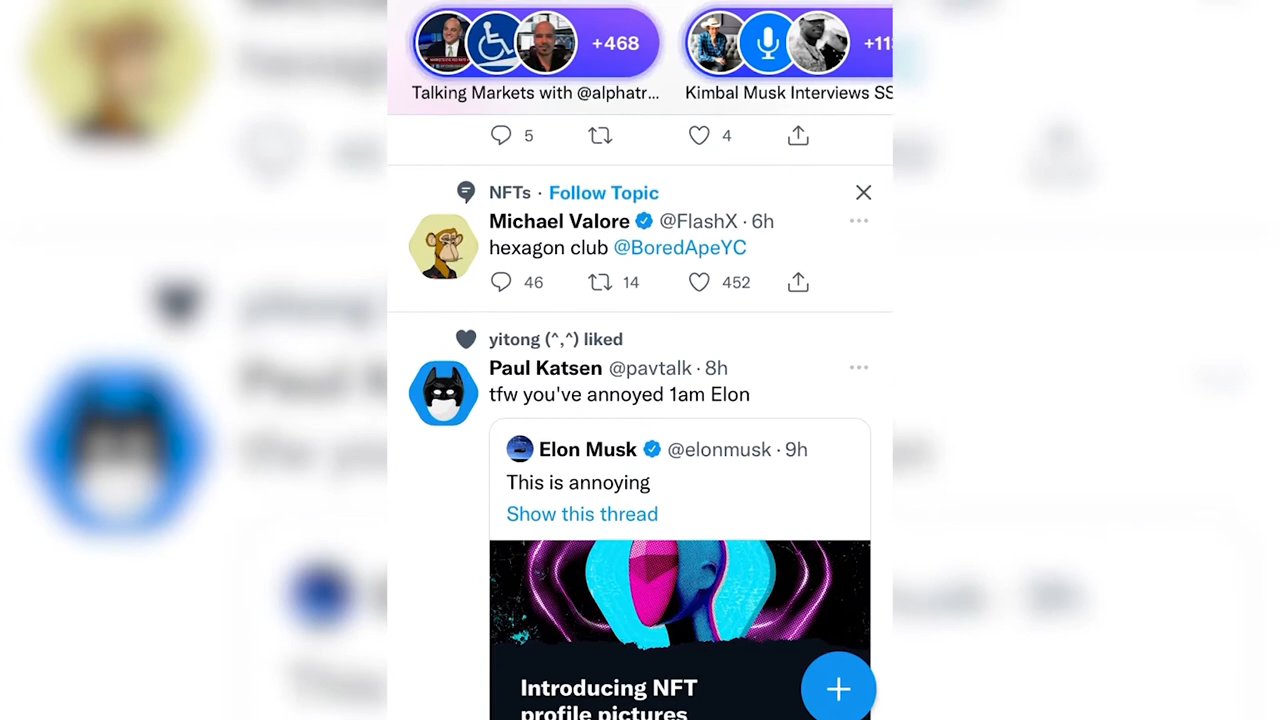 +468
+11
Talking Markets with @alphatr...
Kimbal Musk Interviews SS
5
4
NFTs · Follow Topic
Michael Valore @FlashX · 6h
hexagon club @BoredApeYC
46
14
452
yitong (^,^) liked
Paul Katsen @pavtalk · 8h
tfw you've annoyed 1am Elon
Elon Musk @elonmusk · 9h
This is annoying
Show this thread
Introducing NFT
profile pictures